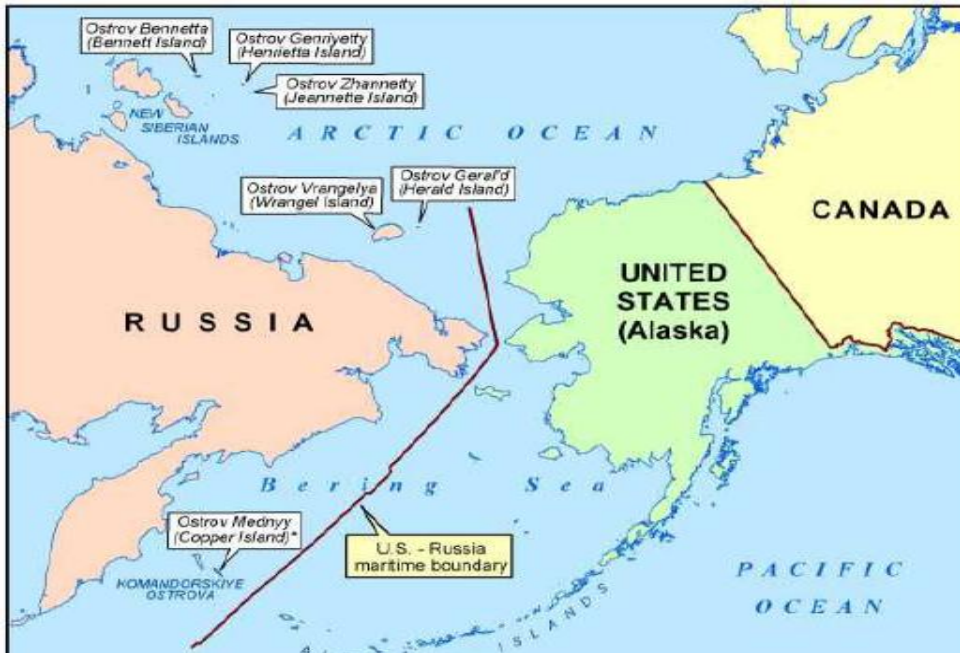 Ostrov Bennetta
(Bennett Island)
Ostrov Genriyetty
(Henrietta Island)
Ostrov Zhannetty
(Jeannette Island)
NEW
SIBERIAN
ISLANDS
ARCTIC OCEAN
Ostrov Vrangelya
(Wrangel Island)
Ostrov Geral'd
(Herald Island)
CANADA
UNITED
STATES
(Alaska)
RUSSIA
Bering Sea
Ostrov Mednyy
(Copper Island)*
KOMANDORSKIYE
OSTROVA
U.S. - Russia
maritime boundary
PACIFIC
OCEAN
ISLANDS